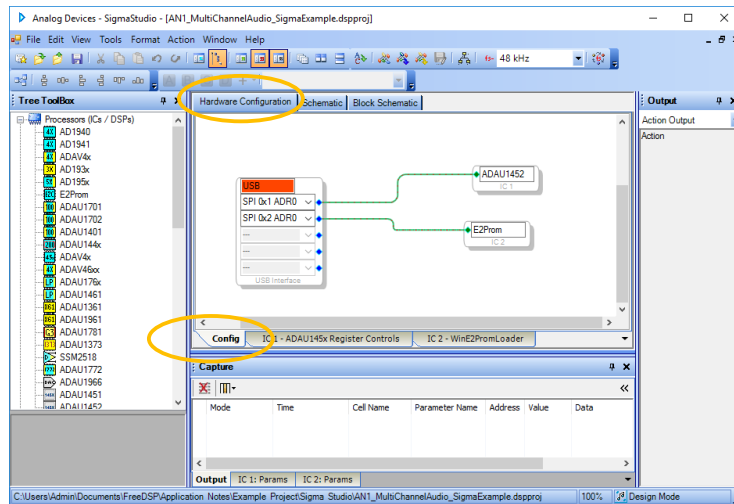 Analog Devices - SigmaStudio - [AN1_MultiChannelAudio_SigmaExample.dspproj]
File Edit View Tools Format Action Window Help
48 kHz
Tree ToolBox
Processors (ICs / DSPs)
AD1940
AD1941
ADAV4x
AD193x
AD195x
E2Prom
ADAU1701
ADAU1702
ADAU1401
ADAU144x
ADAV4x
ADAV46xx
ADAU176x
ADAU1461
ADAU1361
ADAU1961
ADAU1781
ADAU1373
SSM2518
ADAU1772
ADAU1966
ADAU1451
ADAU1452
Hardware Configuration Schematic Block Schematic
USB
SPI 0x1 ADR0
SPI 0x2 ADR0
---
---
---
USB Interface
ADAU1452
IC 1
E2Prom
IC 2
Config IC 1 - ADAU145x Register Controls IC 2 - WinE2PromLoader
Capture
Mode Time Cell Name Parameter Name Address Value Data
Output IC 1: Params IC 2: Params
Output
Action Output
Action
C:\Users\Admin\Documents\FreeDSP\Application Notes\Example Project\Sigma Studio\AN1_MultiChannelAudio_SigmaExample.dspproj 100% Design Mode